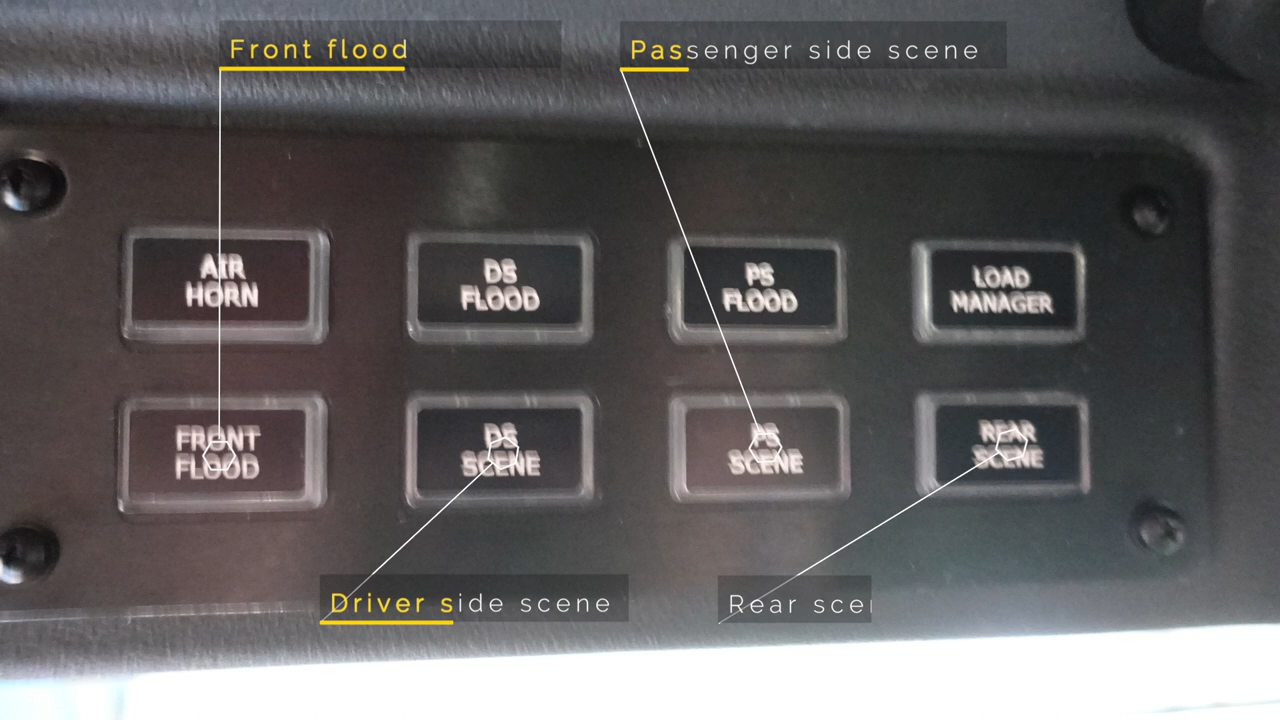 Front flood
Passenger side scene
AIR
HORN
DS
FLOOD
PS
FLOOD
LOAD
MANAGER
FRONT
FLOOD
DS
SCENE
PS
SCENE
REAR
SCENE
Driver side scene
Rear scen